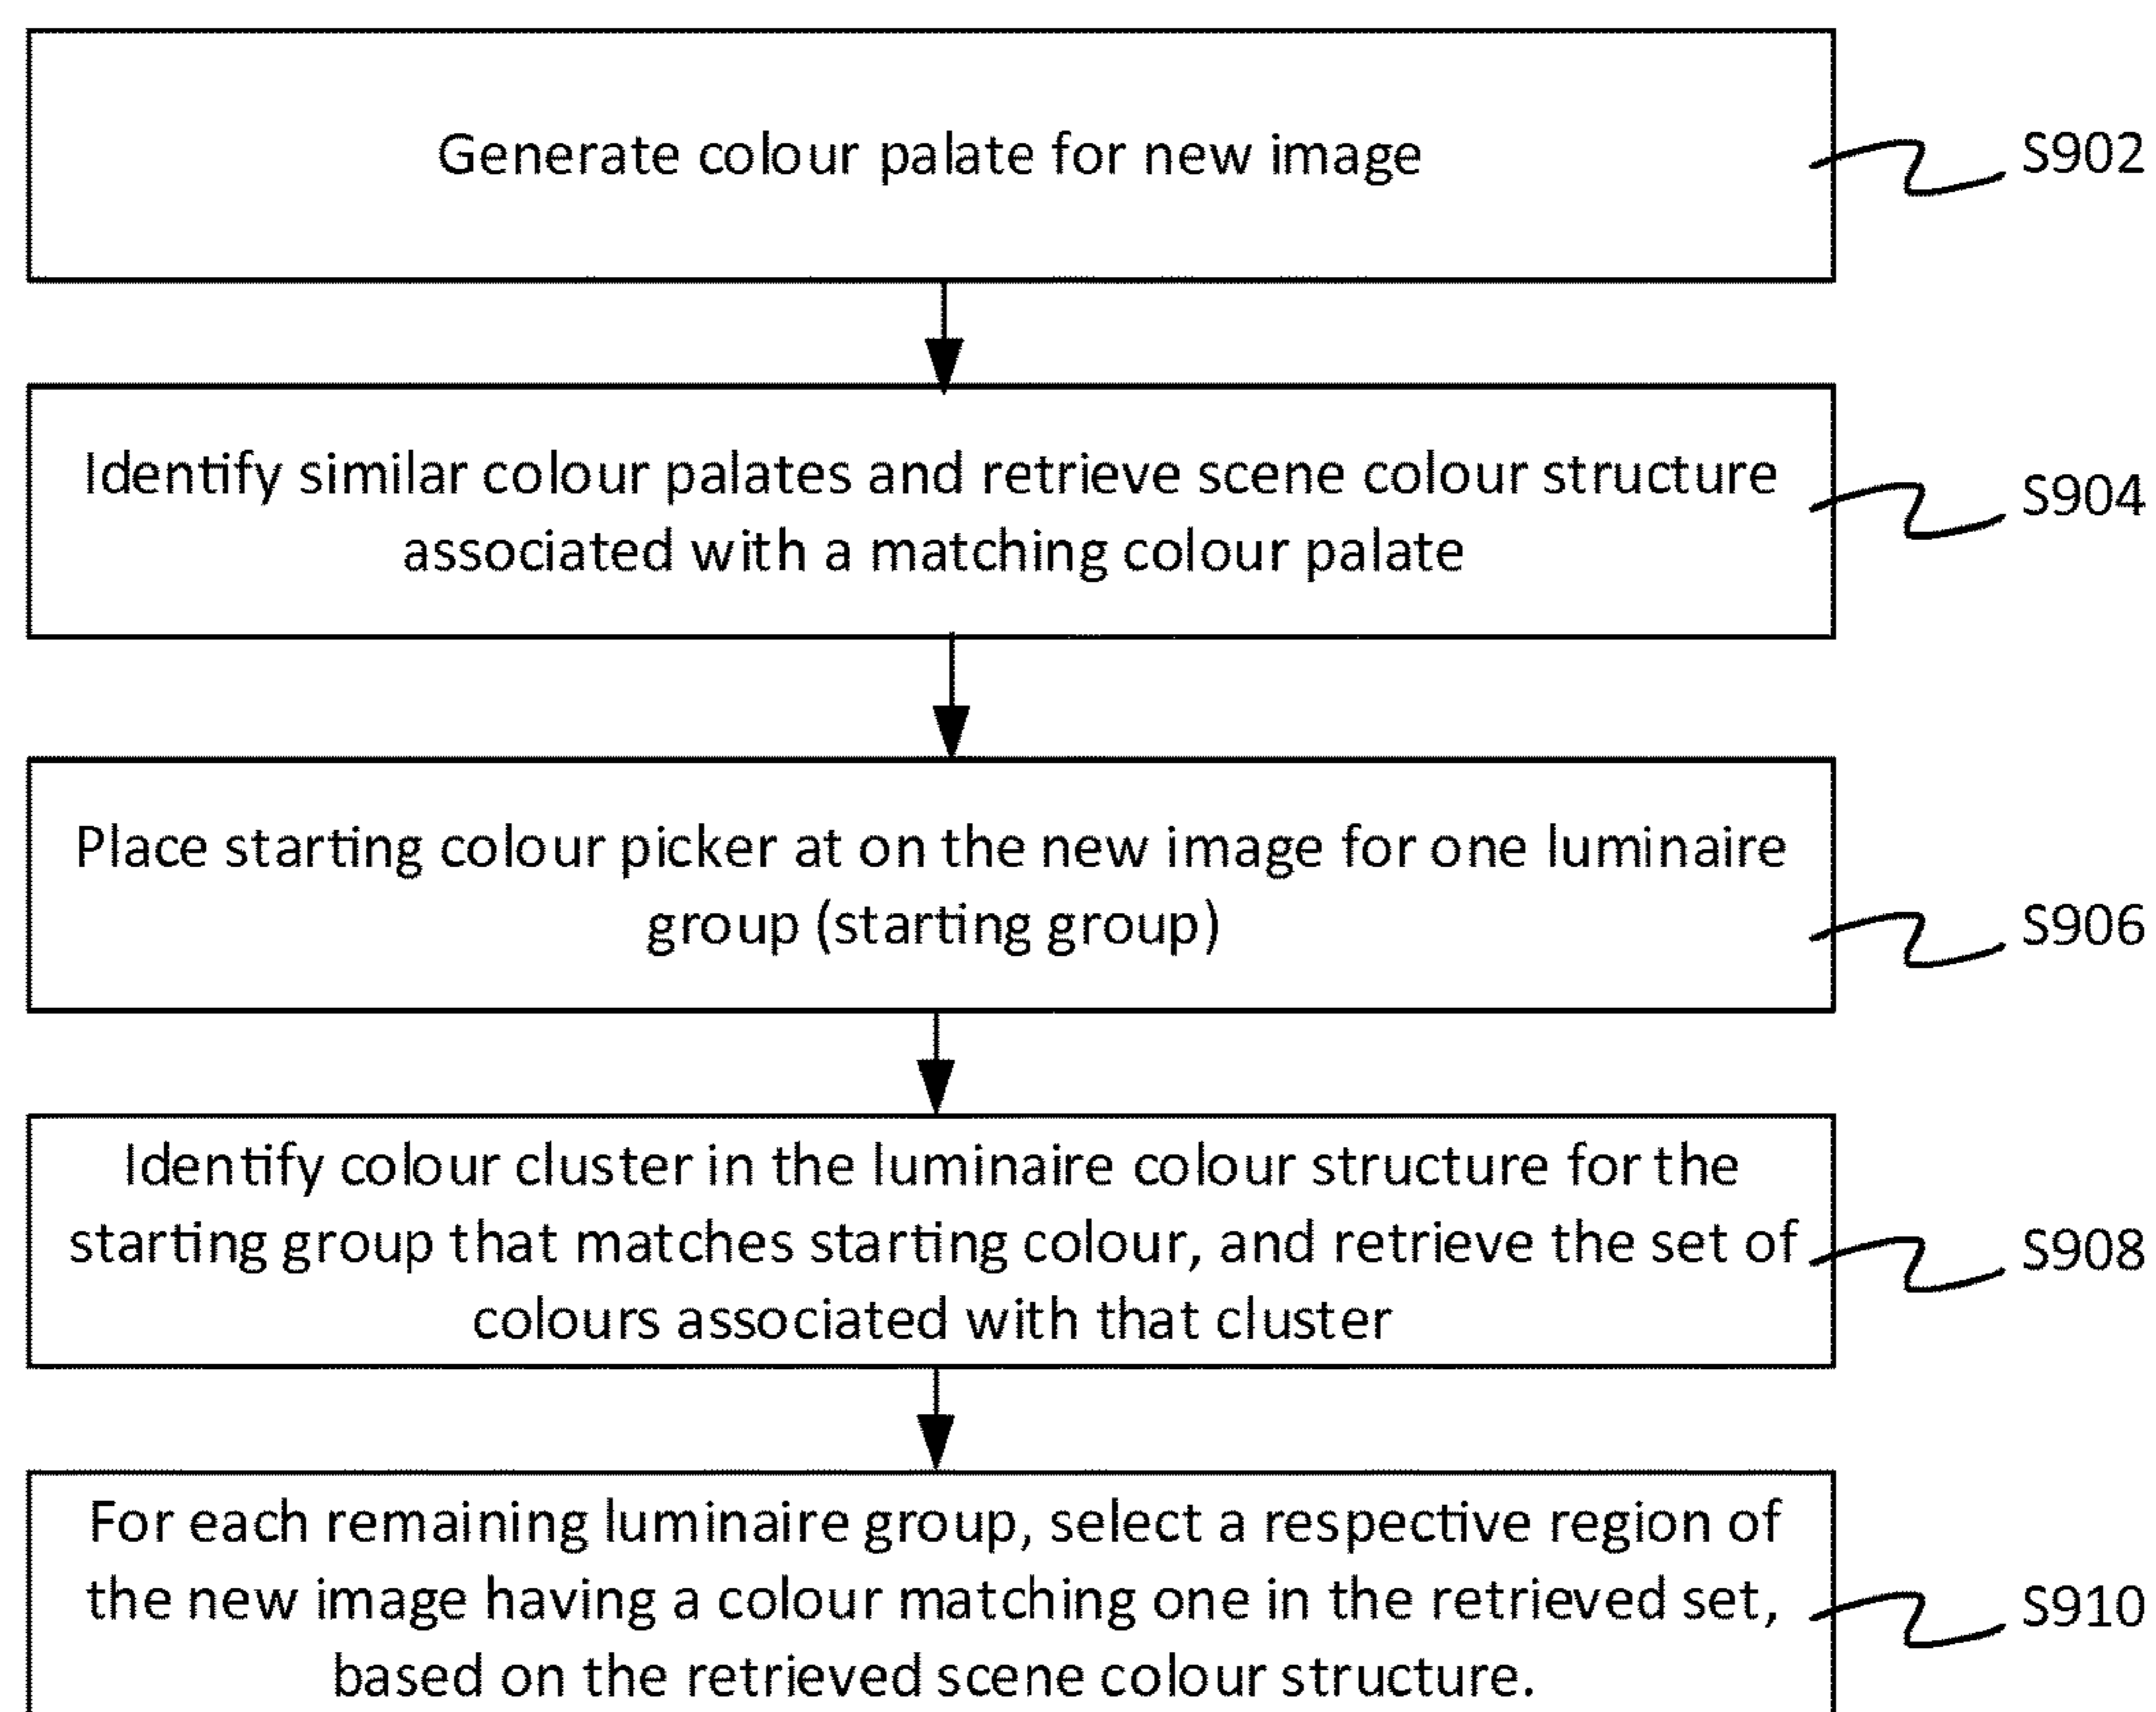 Generate colour palate for new image
S902
Identify similar colour palates and retrieve scene colour structure
associated with a matching colour palate
S904
Place starting colour picker at on the new image for one luminaire
group (starting group)
S906
Identify colour cluster in the luminaire colour structure for the
starting group that matches starting colour, and retrieve the set of
colours associated with that cluster
S908
For each remaining luminaire group, select a respective region of
the new image having a colour matching one in the retrieved set,
based on the retrieved scene colour structure.
S910